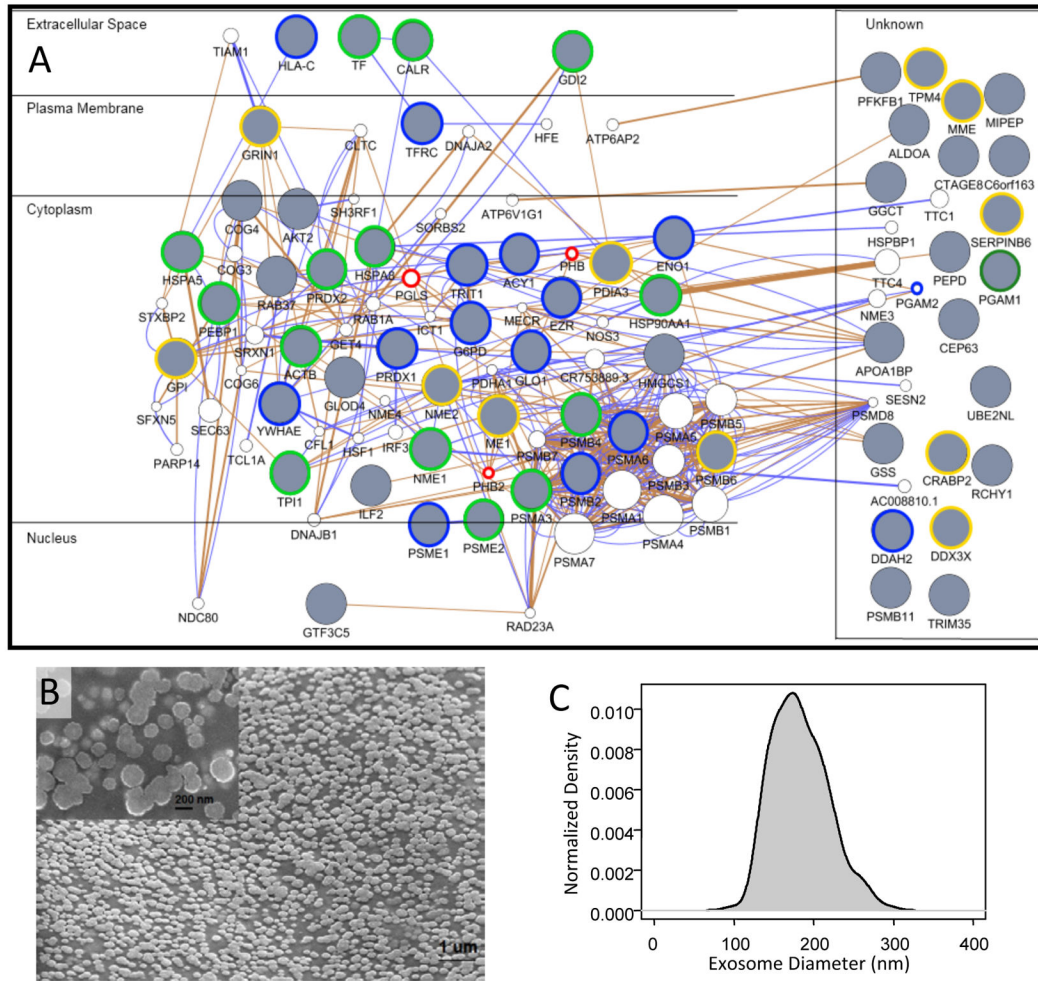 Extracellular Space
Unknown
A
TIAM1
HLA-C
TF
CALR
GDI2
PFKFB1
TPM4
MME
MIPEP
Plasma Membrane
GRIN1
CLTC
TFRC
DNAJA2
HFE
ATP6AP2
ALDOA
CTAGE8
C6orf163
Cytoplasm
COG4
AKT2
SH3RF1
SORBS2
ATP6V1G1
GGCT
TTC1
SERPINB6
HSPBP1
HSPA5
COG3
RAB37
PRDX2
HSPA6
PGLS
TRIT1
ACY1
PHB
PDIA3
ENO1
TTC4
PEPD
PGAM1
PGAM2
STXBP2
PEBP1
SRXN1
GET4
RAB1A
ICT1
G6PD
MECR
EZR
NOS3
HSP90AA1
NME3
CEP63
GPI
COG6
ACTB
GLOD4
PRDX1
PDHA1
GLO1
CR753889.3
HMGCS1
APOA1BP
SESN2
UBE2NL
SFXN5
SEC63
YWHAE
CFL1
NME4
NME2
ME1
PSMB4
PSMA6
PSMA5
PSMB5
PSMD8
PARP14
TCL1A
HSF1
IRF3
NME1
PSMB7
PSMB3
PSMB6
GSS
CRABP2
RCHY1
TPI1
ILF2
PHB2
PSMB2
PSMA3
PSMA1
PSMA4
PSMB1
AC008810.1
DNAJB1
PSME1
PSME2
PSMA7
DDAH2
DDX3X
Nucleus
NDC80
GTF3C5
RAD23A
PSMB11
TRIM35
B
200 nm
1 um
C
Normalized Density
0.010
0.008
0.006
0.004
0.002
0.000
0 100 200 300 400
Exosome Diameter (nm)